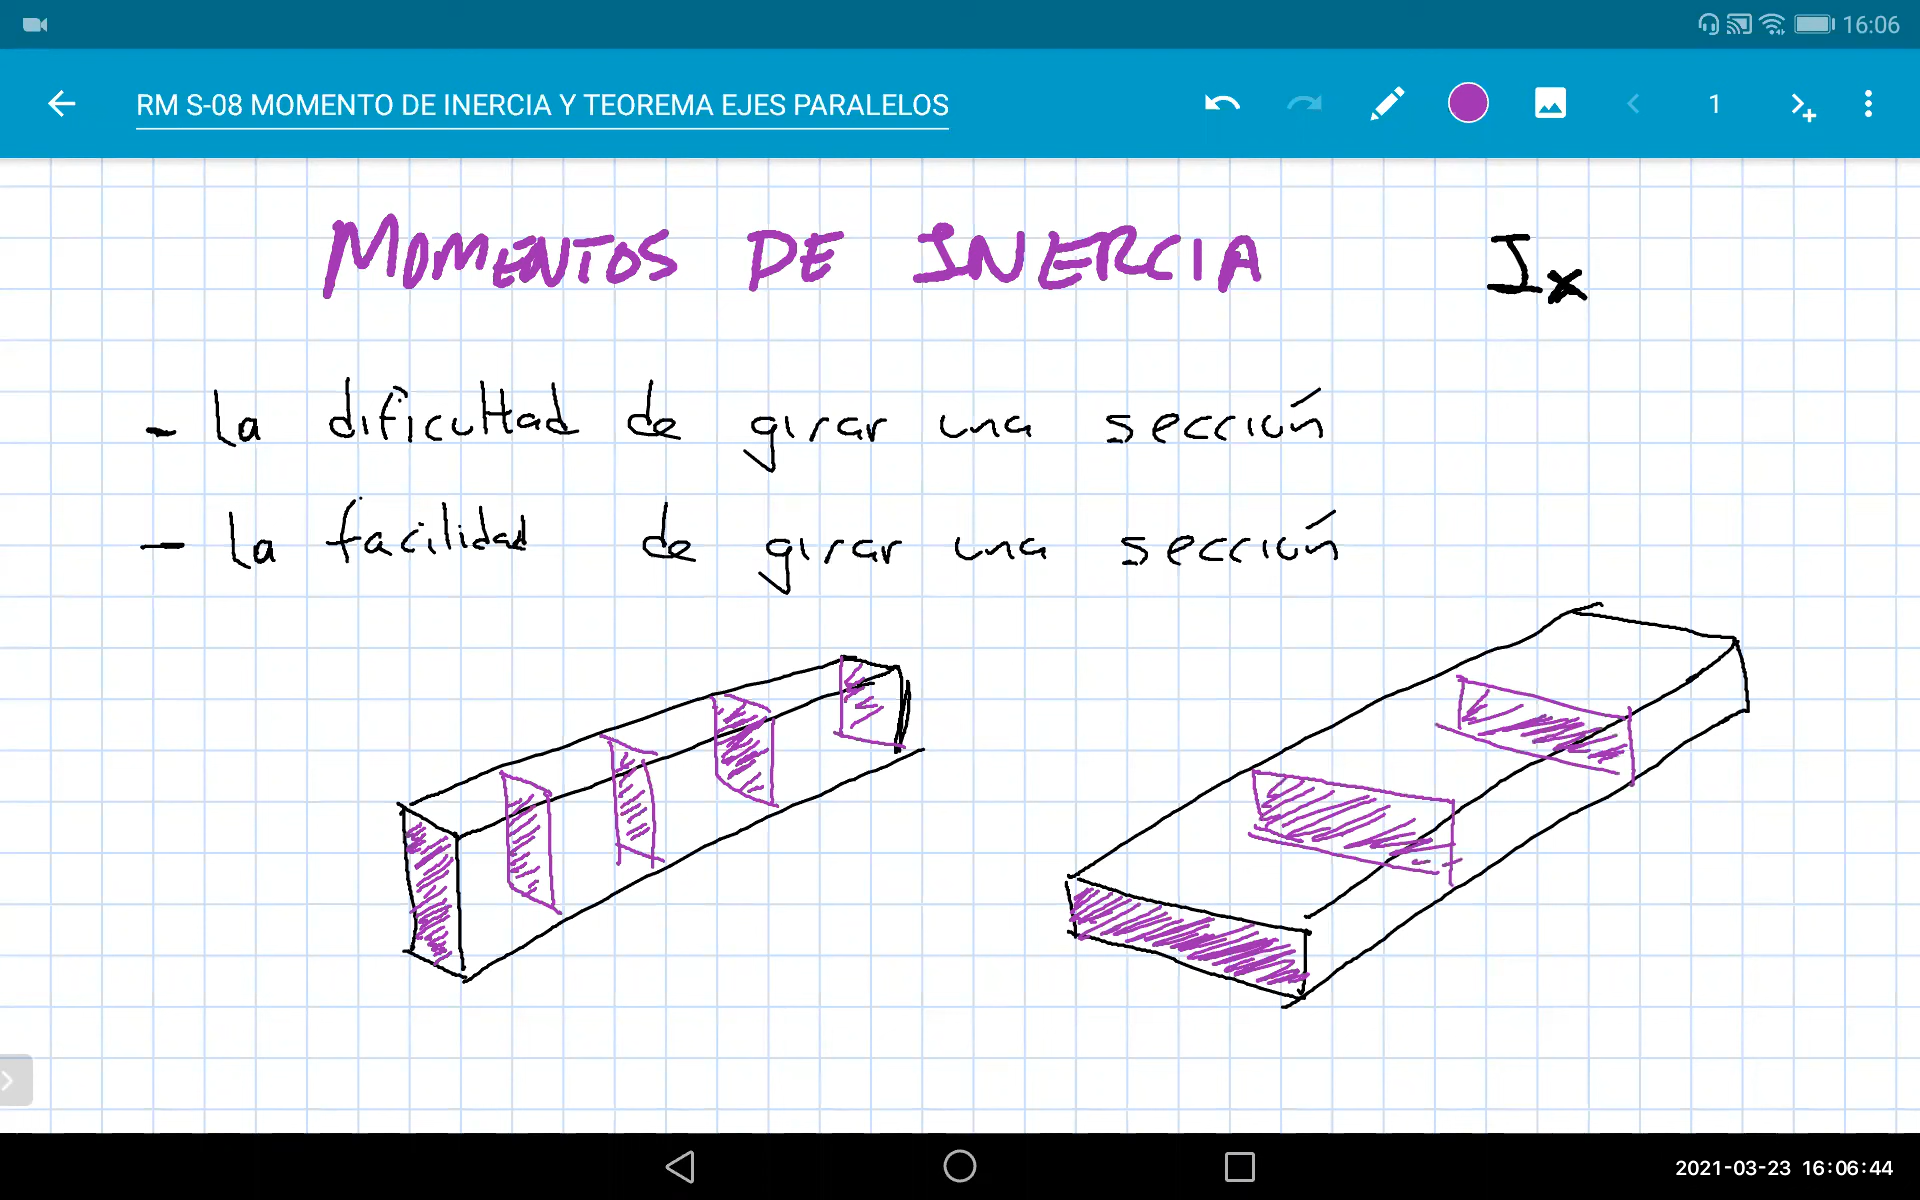 16:06
RM S-08 MOMENTO DE INERCIA Y TEOREMA EJES PARALELOS
1
MOMENTOS DE INERCIA Ix
- La dificultad de girar una sección
- La facilidad de girar una sección
2021-03-23 16:06:44